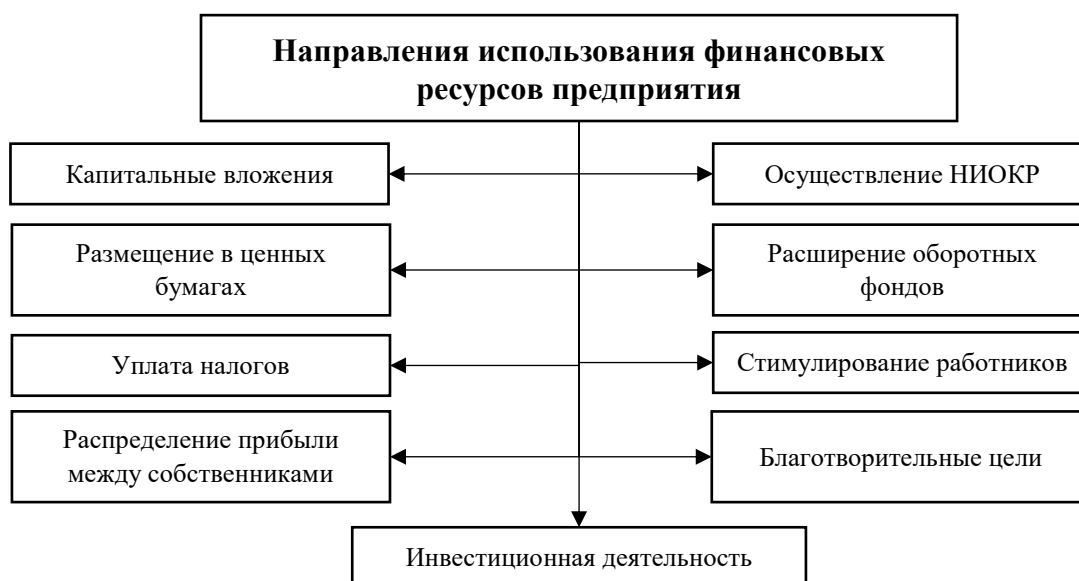 Направления использования финансовых
ресурсов предприятия
Капитальные вложения
Осуществление НИОКР
Размещение в ценных
бумагах
Расширение оборотных
фондов
Уплата налогов
Стимулирование работников
Распределение прибыли
между собственниками
Благотворительные цели
Инвестиционная деятельность